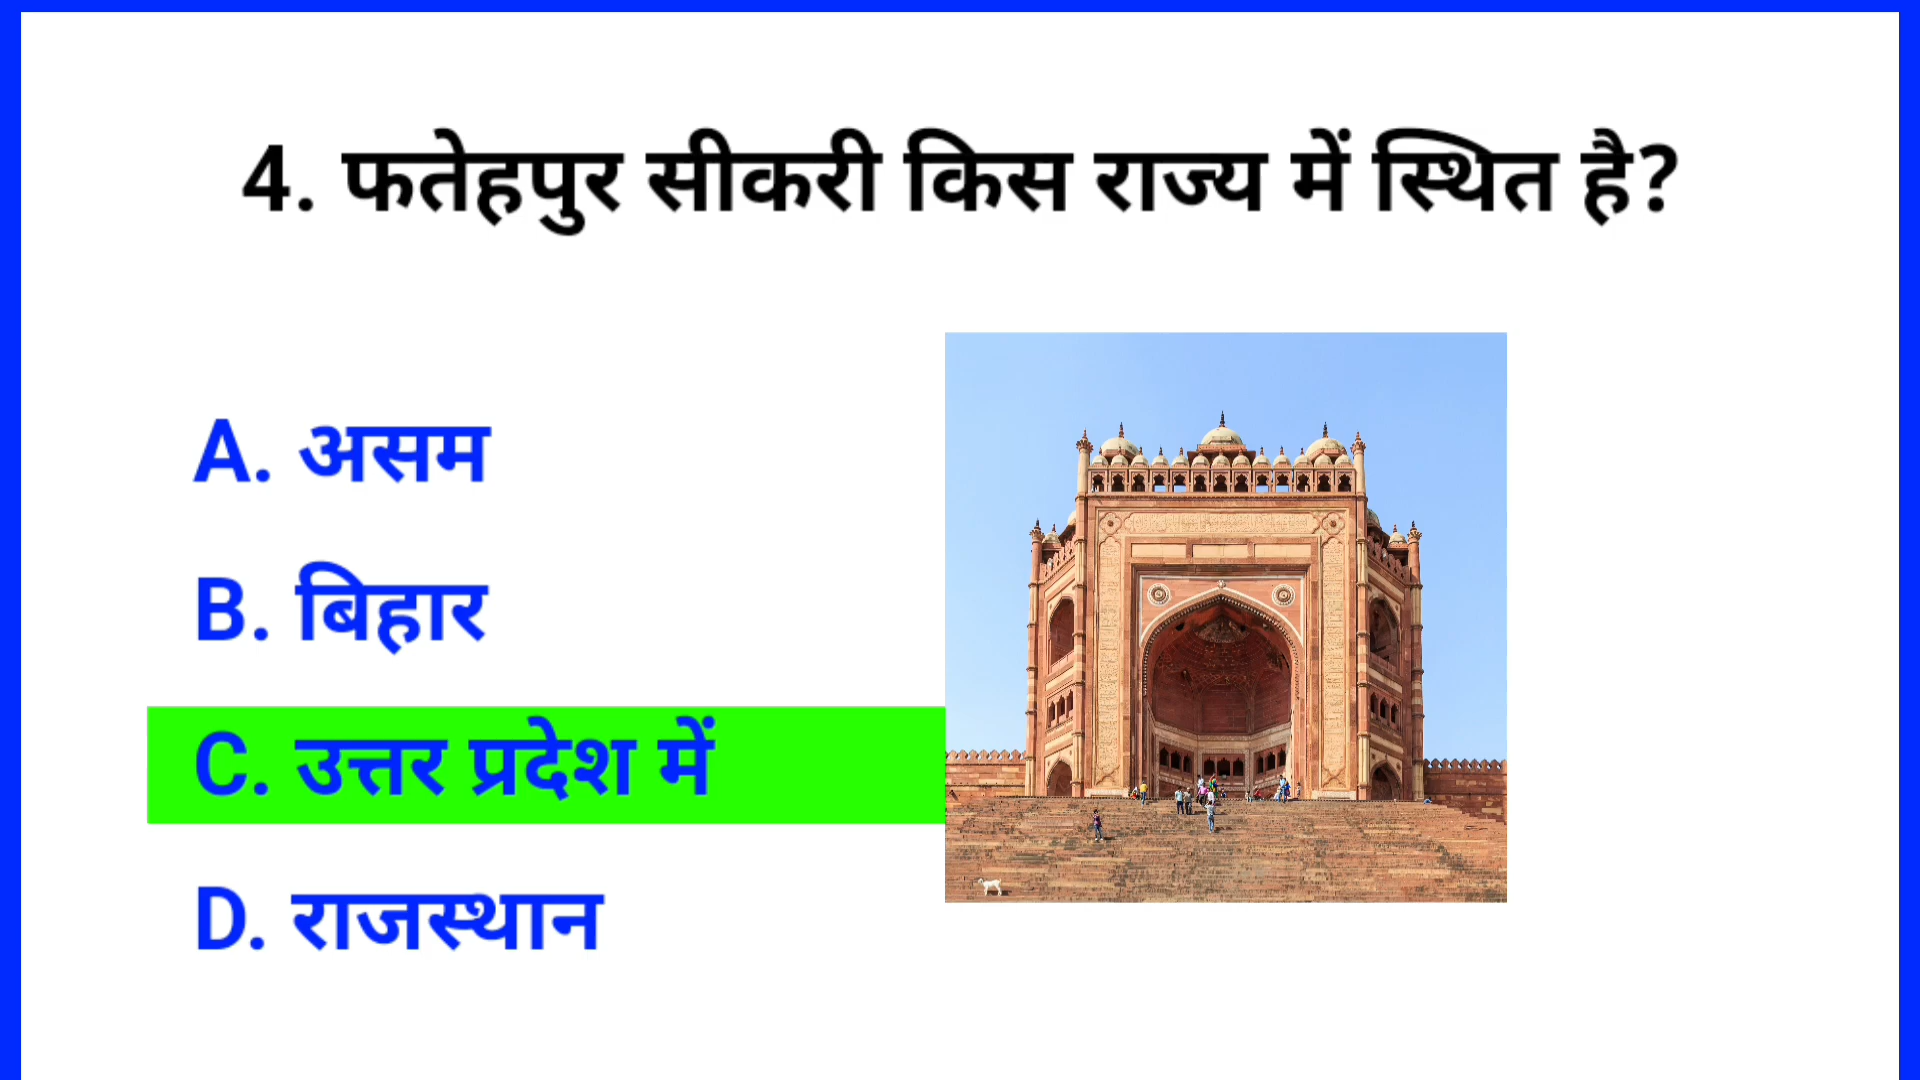 4. फतेहपुर सीकरी किस राज्य में स्थित है?
A. असम
B. बिहार
C. उत्तर प्रदेश में
D. राजस्थान